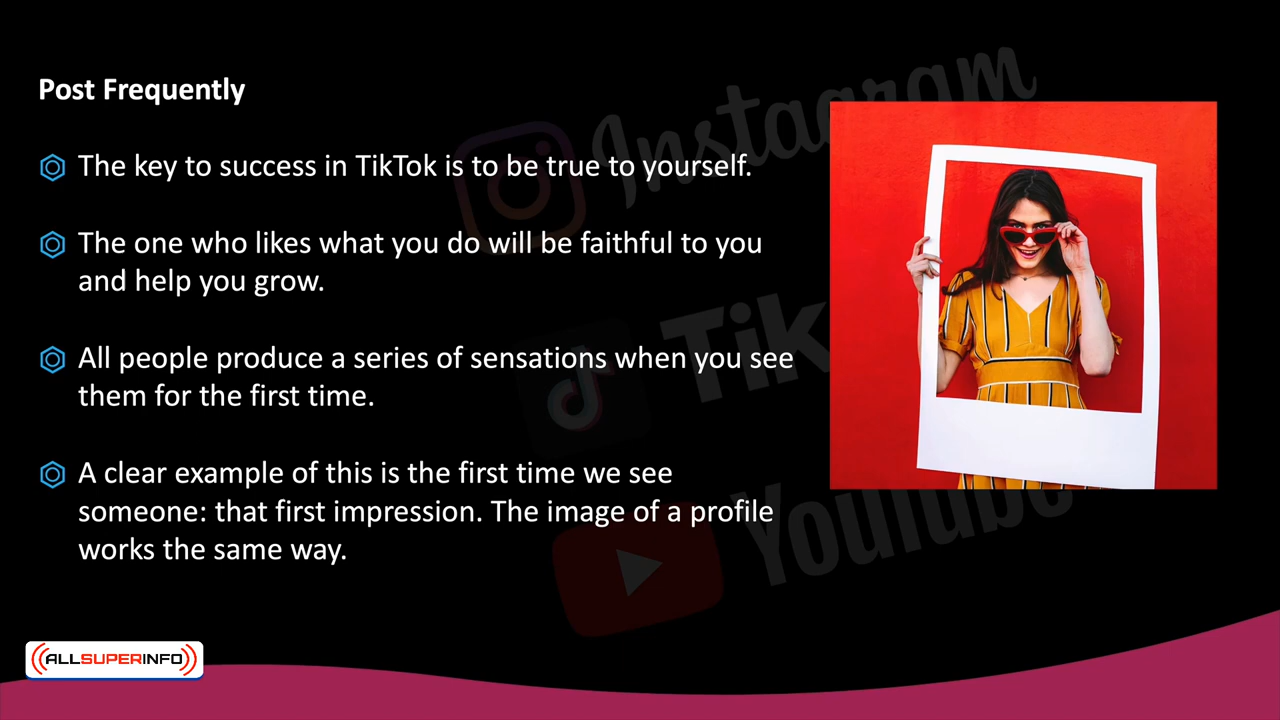 Post Frequently
The key to success in TikTok is to be true to yourself.
The one who likes what you do will be faithful to you
and help you grow.
All people produce a series of sensations when you see
them for the first time.
A clear example of this is the first time we see
someone: that first impression. The image of a profile
works the same way.
Instagram
Tik
Youtube
ALLSUPERINFO